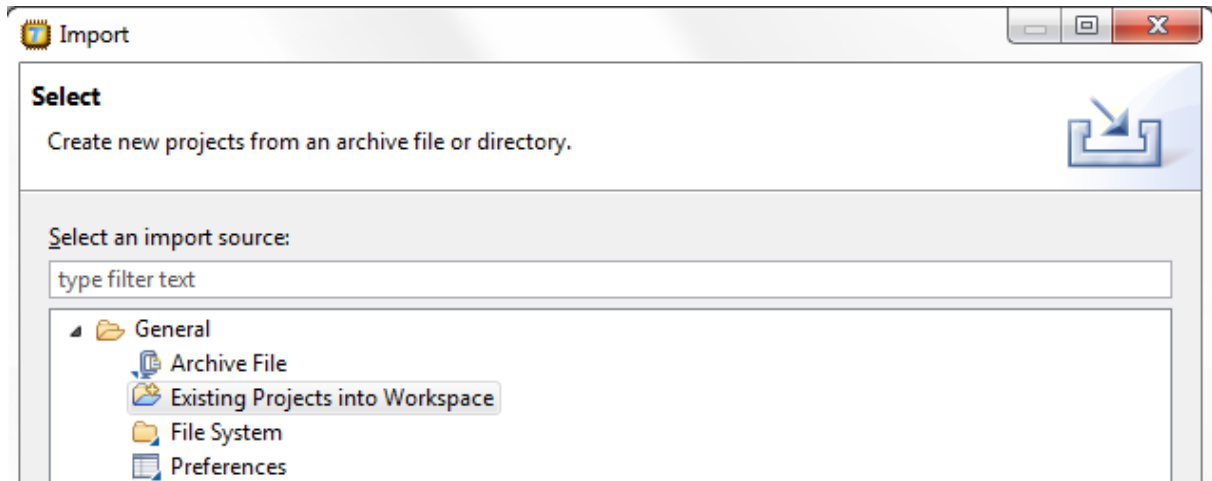 Import
Select
Create new projects from an archive file or directory.
Select an import source:
type filter text
General
Archive File
Existing Projects into Workspace
File System
Preferences